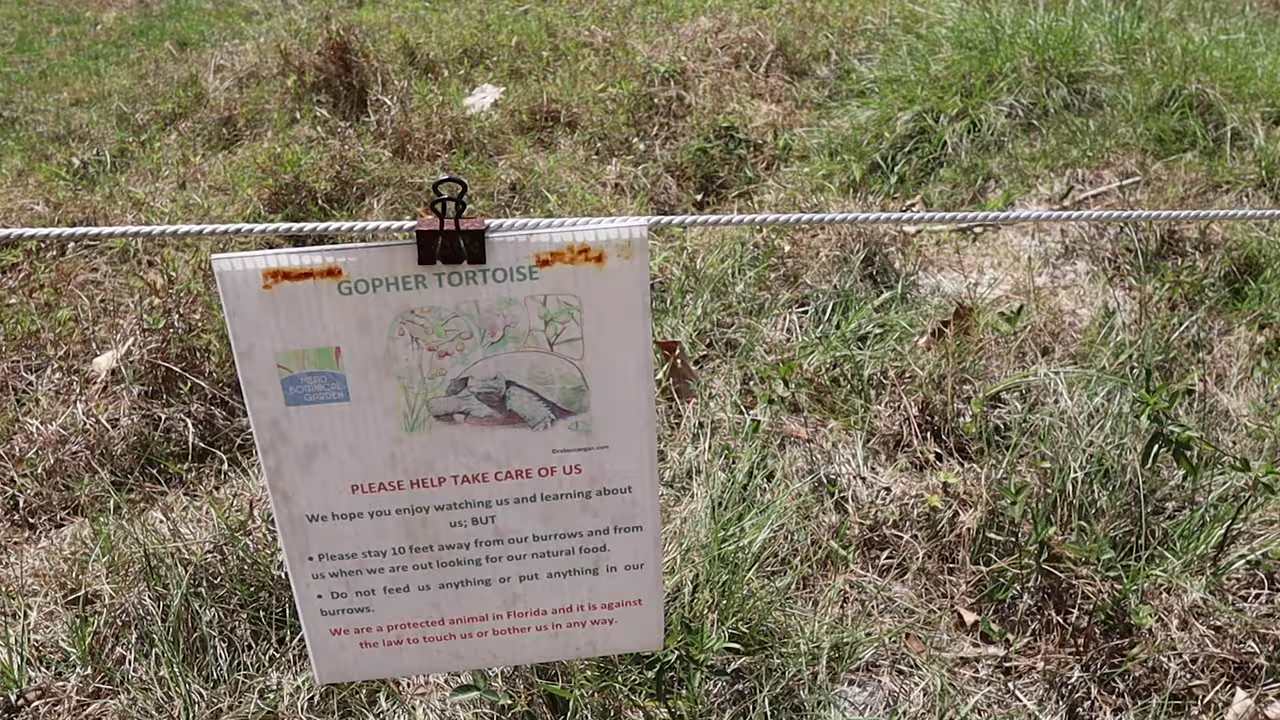 GOPHER TORTOISE
MEAD
BOTANICAL
GARDEN
PLEASE HELP TAKE CARE OF US
We hope you enjoy watching us and learning about
us; BUT
• Please stay 10 feet away from our burrows and from
us when we are out looking for our natural food.
• Do not feed us anything or put anything in our
burrows.
We are a protected animal in Florida and it is against
the law to touch us or bother us in any way.